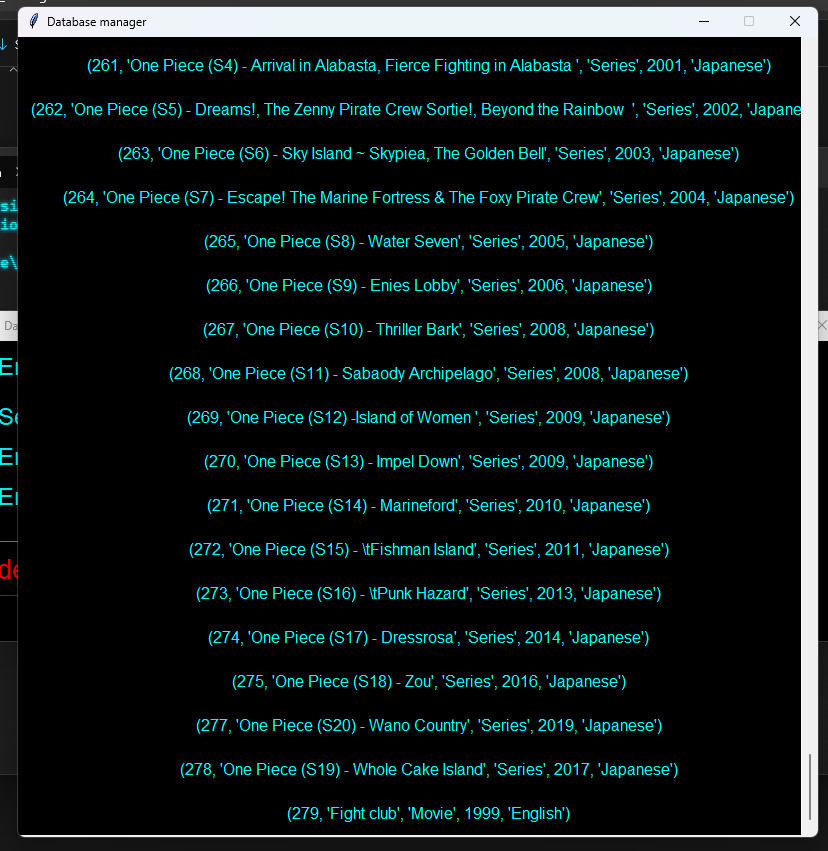 Database manager
(261, 'One Piece (S4) - Arrival in Alabasta, Fierce Fighting in Alabasta ', 'Series', 2001, 'Japanese')
(262, 'One Piece (S5) - Dreams!, The Zenny Pirate Crew Sortie!, Beyond the Rainbow  ', 'Series', 2002, 'Japane
(263, 'One Piece (S6) - Sky Island ~ Skypiea, The Golden Bell', 'Series', 2003, 'Japanese')
(264, 'One Piece (S7) - Escape! The Marine Fortress & The Foxy Pirate Crew', 'Series', 2004, 'Japanese')
(265, 'One Piece (S8) - Water Seven', 'Series', 2005, 'Japanese')
(266, 'One Piece (S9) - Enies Lobby', 'Series', 2006, 'Japanese')
(267, 'One Piece (S10) - Thriller Bark', 'Series', 2008, 'Japanese')
(268, 'One Piece (S11) - Sabaody Archipelago', 'Series', 2008, 'Japanese')
(269, 'One Piece (S12) -Island of Women ', 'Series', 2009, 'Japanese')
(270, 'One Piece (S13) - Impel Down', 'Series', 2009, 'Japanese')
(271, 'One Piece (S14) - Marineford', 'Series', 2010, 'Japanese')
(272, 'One Piece (S15) - \tFishman Island', 'Series', 2011, 'Japanese')
(273, 'One Piece (S16) - \tPunk Hazard', 'Series', 2013, 'Japanese')
(274, 'One Piece (S17) - Dressrosa', 'Series', 2014, 'Japanese')
(275, 'One Piece (S18) - Zou', 'Series', 2016, 'Japanese')
(277, 'One Piece (S20) - Wano Country', 'Series', 2019, 'Japanese')
(278, 'One Piece (S19) - Whole Cake Island', 'Series', 2017, 'Japanese')
(279, 'Fight club', 'Movie', 1999, 'English')